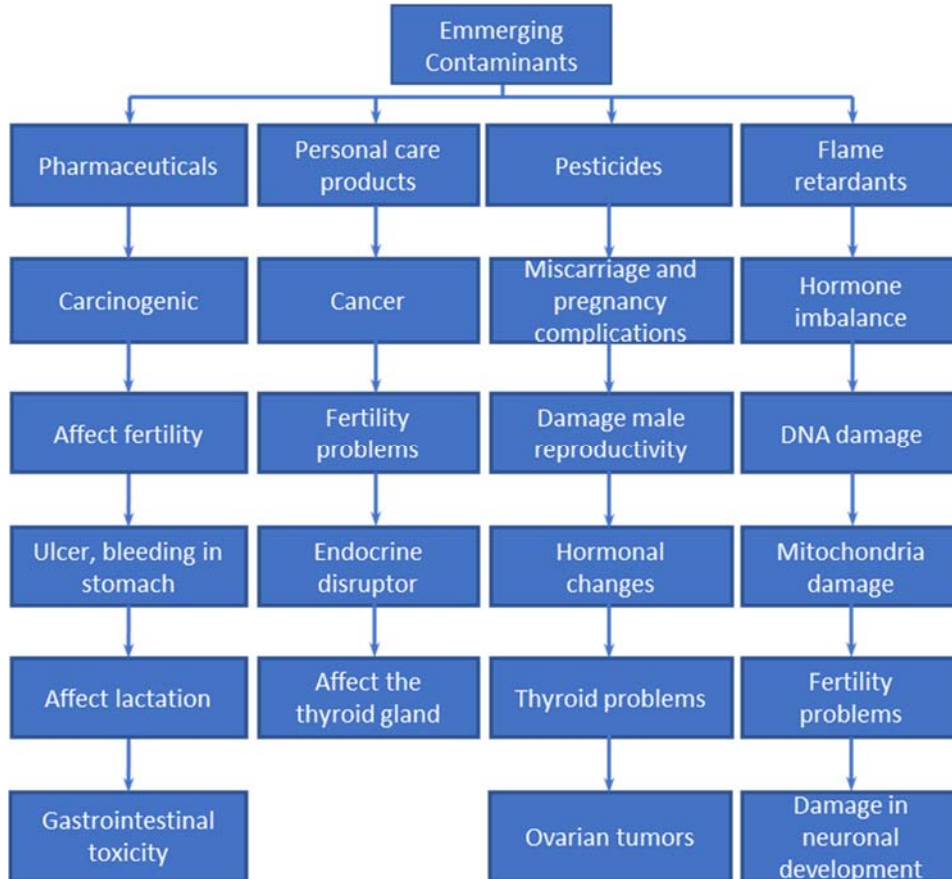 Emmerging
Contaminants
Pharmaceuticals
Personal care
products
Pesticides
Flame
retardants
Carcinogenic
Cancer
Miscarriage and
pregnancy
complications
Hormone
imbalance
Affect fertility
Fertility
problems
Damage male
reproductivity
DNA damage
Ulcer, bleeding in
stomach
Endocrine
disruptor
Hormonal
changes
Mitochondria
damage
Affect lactation
Affect the
thyroid gland
Thyroid problems
Fertility
problems
Gastrointestinal
toxicity
Ovarian tumors
Damage in
neuronal
development